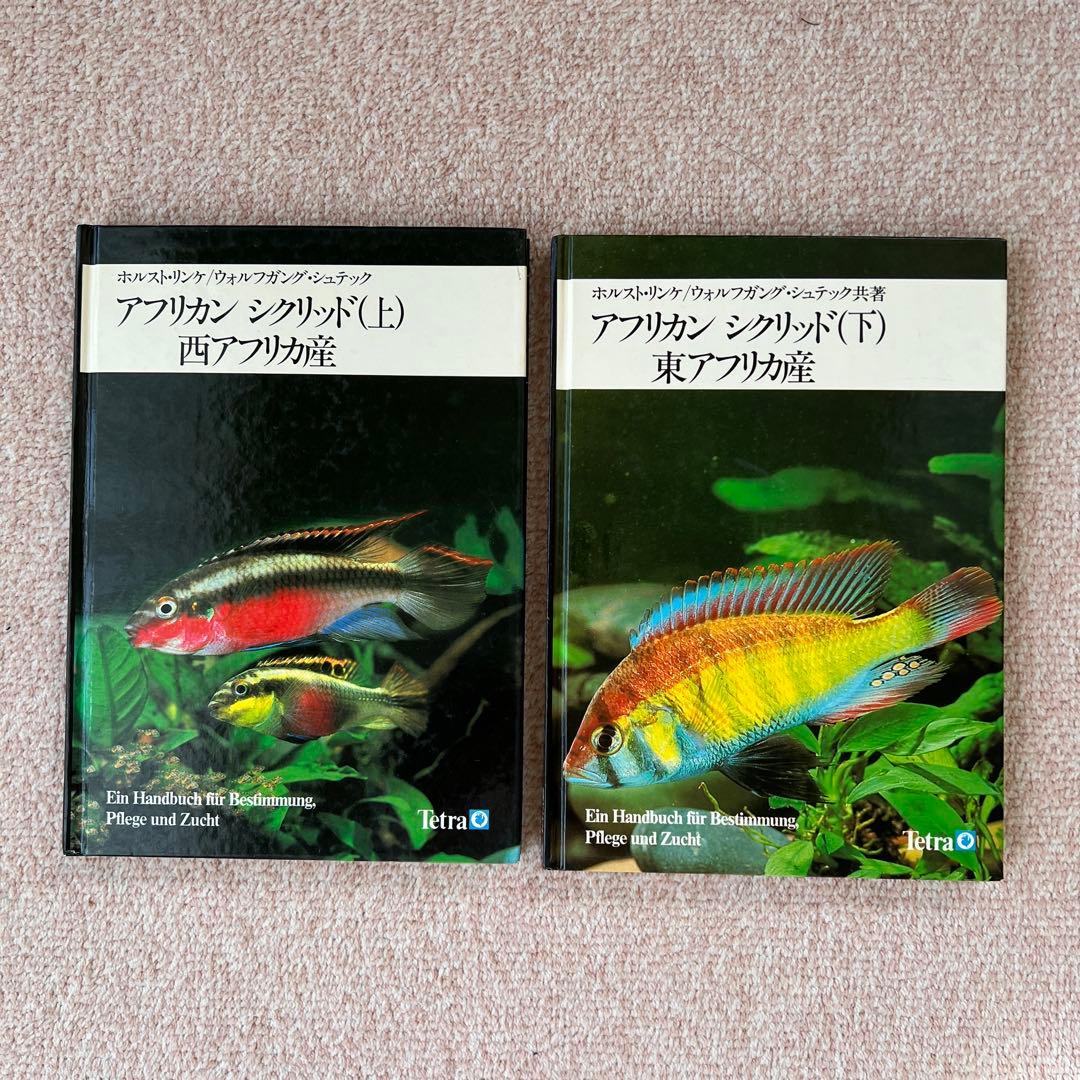 ホルスト・リンケ/ウォルフガング・シュテック
アフリカン シクリッド(上)
西アフリカ産
Ein Handbuch für Bestimmung,
Pflege und Zucht
Tetra
ホルスト・リンケ/ウォルフガング・シュテック共著
アフリカン シクリッド(下)
東アフリカ産
Ein Handbuch für Bestimmung,
Pflege und Zucht
Tetra